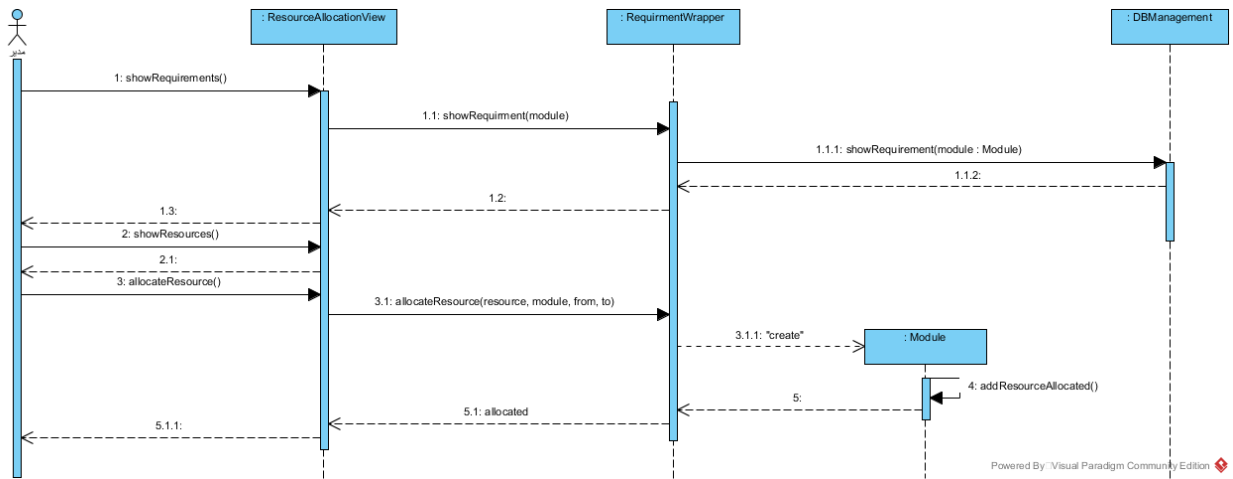 : ResourceAllocationView
: RequirmentWrapper
: DBManagement
مدیر
1: showRequirements()
1.1: showRequirment(module)
1.1.1: showRequirement(module : Module)
1.1.2:
1.2:
1.3:
2: showResources()
2.1:
3: allocateResource()
3.1: allocateResource(resource, module, from, to)
3.1.1: "create"
: Module
4: addResourceAllocated()
5:
5.1: allocated
5.1.1:
Powered By Visual Paradigm Community Edition